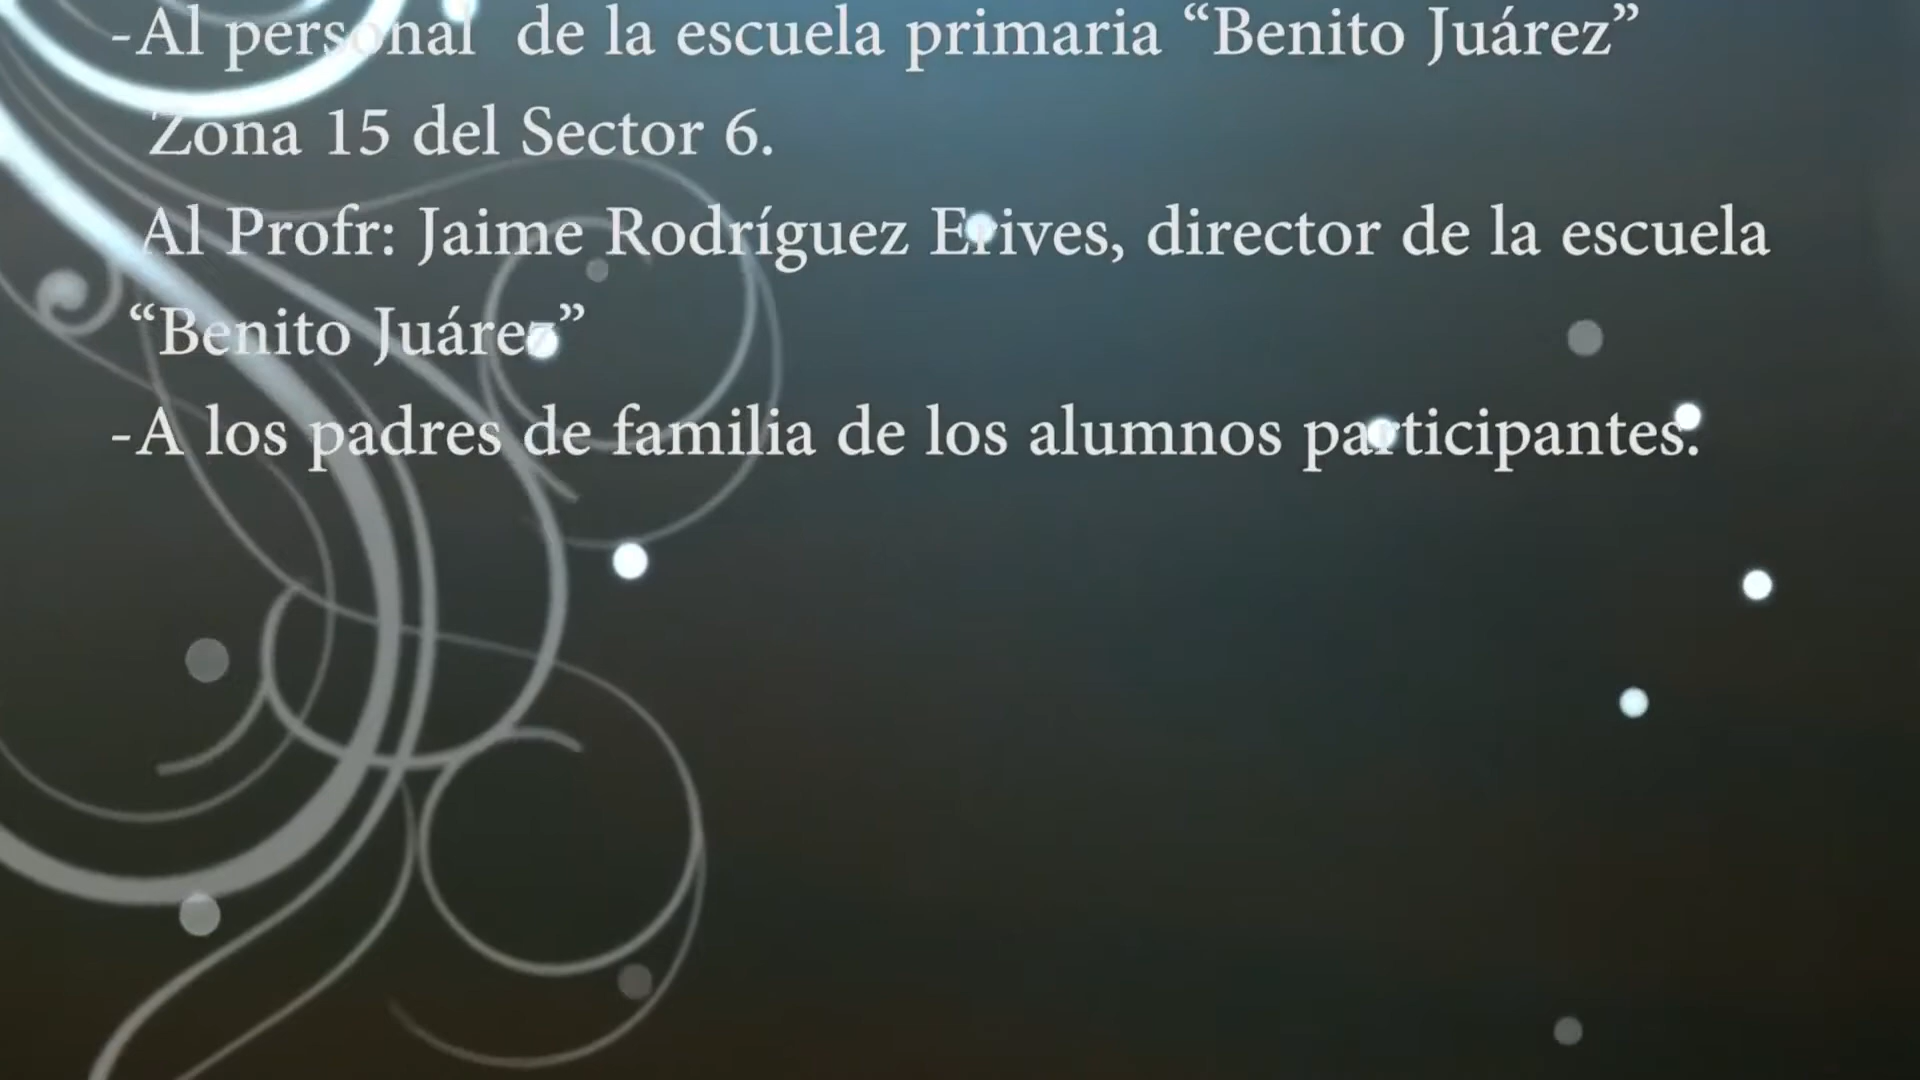 -Al personal  de la escuela primaria “Benito Juárez”
Zona 15 del Sector 6.
Al Profr: Jaime Rodríguez Erives, director de la escuela
“Benito Juárez”
-A los padres de familia de los alumnos participantes.